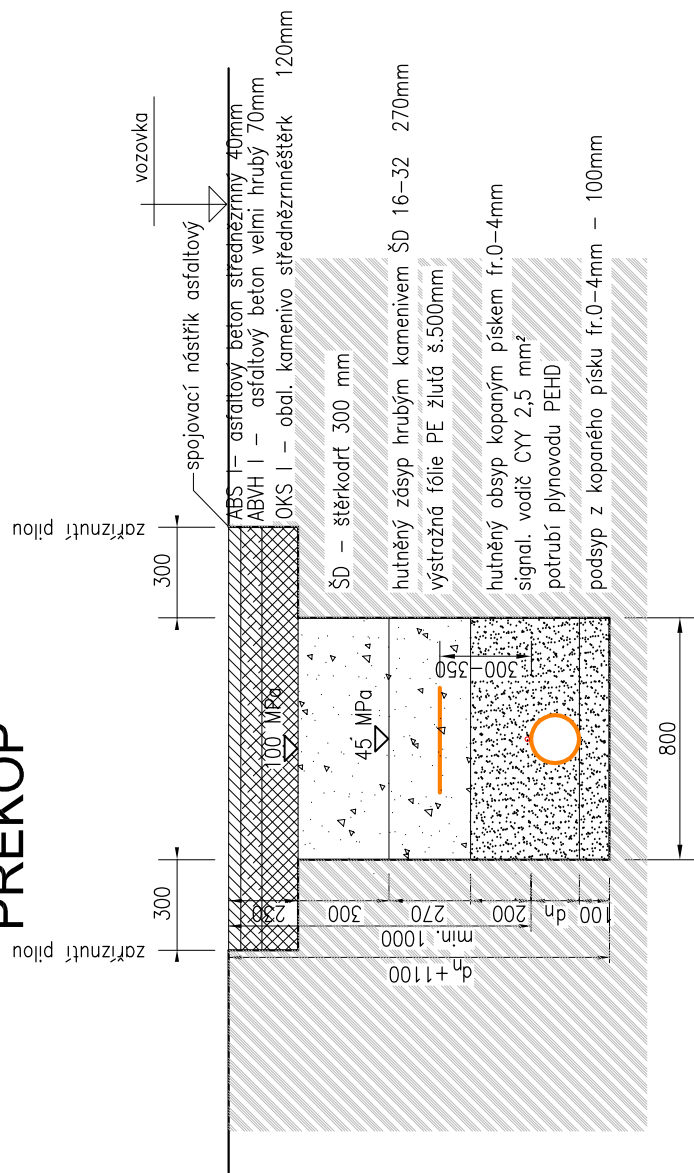 PŘEKOP
vozovka
spojovací nástřik asfaltový
ABS I– asfaltový beton střednězrnný 40mm
ABVH I – asfaltový beton velmi hrubý 70mm
OKS I – obal. kamenivo střednězrnnéštěrk 120mm
ŠD – štěrkodrť 300 mm
hutněný zásyp hrubým kamenivem ŠD 16–32 270mm
výstražná fólie PE žlutá š.500mm
hutněný obsyp kopaným pískem fr.0–4mm
signal. vodič CYY 2,5 mm²
potrubí plynovodu PEHD
podsyp z kopaného písku fr.0–4mm – 100mm
zaříznutí pilou
zaříznutí pilou
300
300
100 MPa
45 MPa
300–350
800
230
300
270
200
dn
100
min. 1000
dn+1100